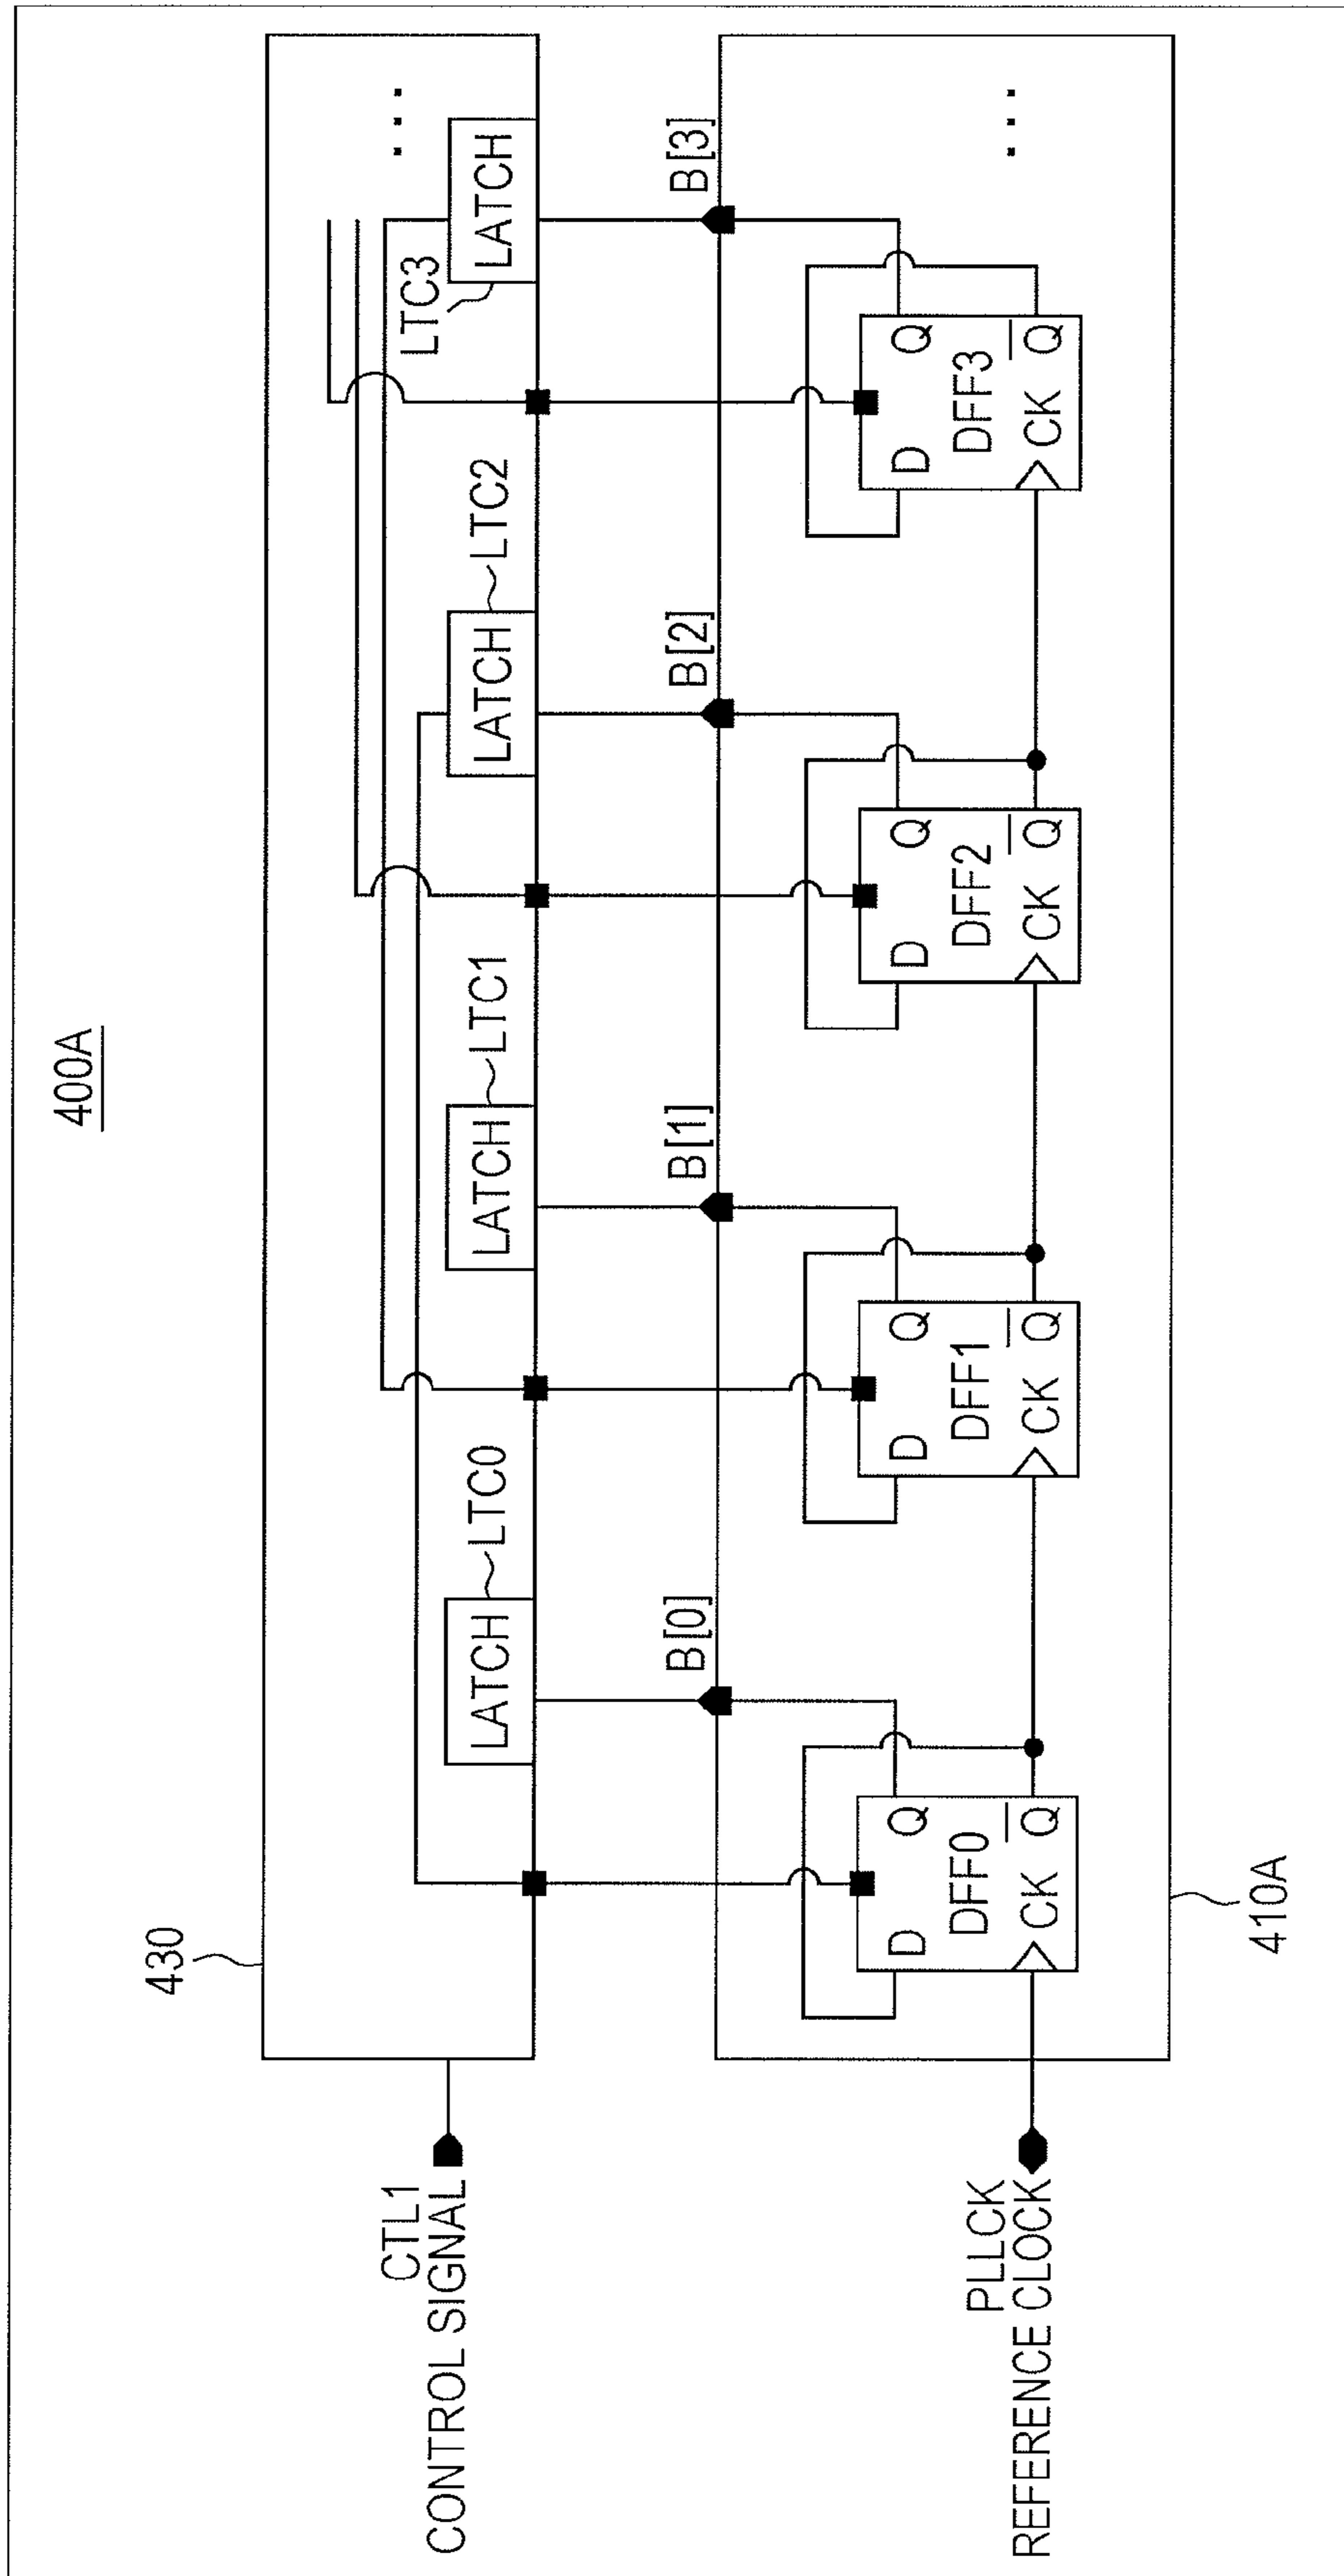 400A
430
CTL1
CONTROL SIGNAL
LATCH
LTC0
LATCH
LTC1
LATCH
LTC2
LATCH
LTC3
...
B[0]
B[1]
B[2]
B[3]
PLLCK
REFERENCE CLOCK
D
Q
DFF0
CK
Q
D
Q
DFF1
CK
Q
D
Q
DFF2
CK
Q
D
Q
DFF3
CK
Q
...
410A